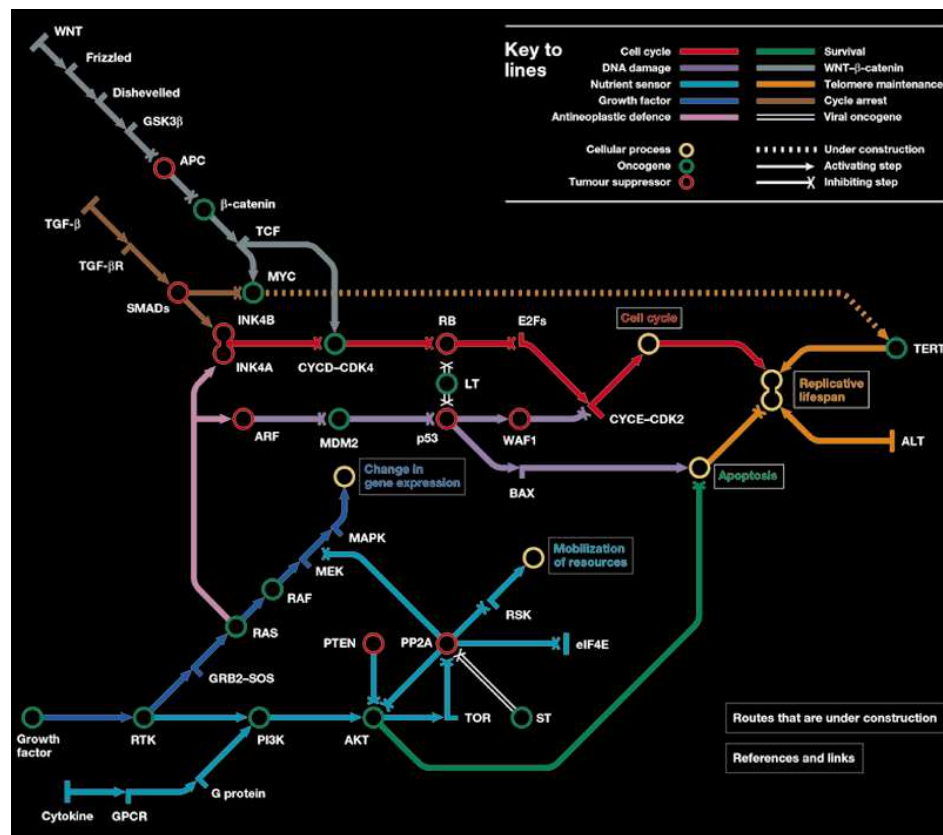 WNT
Frizzled
Dishevelled
GSK3β
APC
β-catenin
TCF
MYC
TGF-β
TGF-βR
SMADs
Key to
lines
Cell cycle
Survival
DNA damage
WNT–β-catenin
Nutrient sensor
Telomere maintenance
Growth factor
Cycle arrest
Antineoplastic defence
Viral oncogene
Cellular process
Under construction
Oncogene
Activating step
Tumour suppressor
Inhibiting step
INK4B
INK4A
CYCD–CDK4
RB
E2Fs
Cell cycle
TERT
LT
Replicative
lifespan
ARF
MDM2
p53
WAF1
CYCE–CDK2
ALT
BAX
Apoptosis
Change in
gene expression
MAPK
MEK
RAF
RAS
GRB2–SOS
Mobilization
of resources
RSK
PTEN
PP2A
eIF4E
Growth
factor
RTK
PI3K
AKT
TOR
ST
G protein
Cytokine
GPCR
Routes that are under construction
References and links